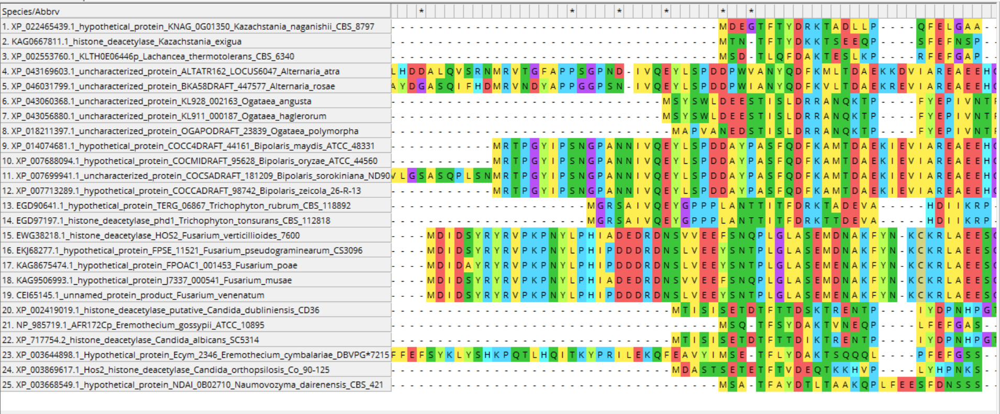 Species/Abbrv * * * * * *
1. XP_022465439.1_hypothetical_protein_KNAG_0G01350_Kazachstania_naganishii_CBS_8797 -----------------------------------MDEGTFTYDRKTADLLP----QFELGAA--
2. KAG0667811.1_histone_deacetylase_Kazachstania_exigua -----------------------------------MTN-TFTYDKKTSEEQP----SFEFNSP--
3. XP_002553760.1_KLTH0E06446p_Lachancea_thermotolerans_CBS_6340 -----------------------------------MSD-TLQFDAKTESLKP----RFEFGAP--
4. XP_043169603.1_uncharacterized_protein_ALTATR162_LOCUS6047_Alternaria_atra LHDDALQVSRNMRVTGFAPPSGPND-IVQEYLSPDDPWVANYQDFKMLTDAEKKDVIAREAEEH
5. XP_046031799.1_uncharacterized_protein_BKA58DRAFT_447577_Alternaria_rosae AYDGASQIFHDMRVNDYAPPGGPSN-IVQEYLSPDDPWIANYQDFKVLTDAEKREVIAREAEEH
6. XP_043060368.1_uncharacterized_protein_KL928_002163_Ogataea_angusta -----------------------------MSYSWLDEESTISLDRRANQKTP----FYEPIVNT
7. XP_043056880.1_uncharacterized_protein_KL911_000187_Ogataea_haglerorum -----------------------------MSYSWLDEESTISLDRRANQKTP----FYEPIVNT
8. XP_018211397.1_uncharacterized_protein_OGAPODRAFT_23839_Ogataea_polymorpha ------------------------------MAPVANEDSTISLDRRANQKTP----FYEPIVNT
9. XP_014074681.1_hypothetical_protein_COCC4DRAFT_44161_Bipolaris_maydis_ATCC_48331 -----------MRTPGYIPSNGPANNIVQEYLSPDDAYPASFQDFKAMTDAEKIEVIAREAEEH
10. XP_007688094.1_hypothetical_protein_COCMIDRAFT_95628_Bipolaris_oryzae_ATCC_44560 -----------MRTPGYIPSNGPANNIVQEYLSPDDAYPASFQDFKAMTDAEKIEVIAREAEEH
11. XP_007699941.1_uncharacterized_protein_COCSADRAFT_181209_Bipolaris_sorokiniana_ND90 VLGSASQPLSNMRTPGYIPSNGPANNIVQEYLSPDDAYPASFQDFKAMTDAEKIEVIAREAEEH
12. XP_007713289.1_hypothetical_protein_COCCADRAFT_98742_Bipolaris_zeicola_26-R-13 -----------MRTPGYIPSNGPANNIVQEYLSPDDAYPASFQDFKAMTDAEKIEVIAREAEEH
13. EGD90641.1_hypothetical_protein_TERG_06867_Trichophyton_rubrum_CBS_118892 ---------------------MGRSAIVQEYGPPPLANTTITFDRKTADEVA-----HDIIKRP-
14. EGD97197.1_histone_deacetylase_phd1_Trichophyton_tonsurans_CBS_112818 ---------------------MGRSAIVQEYGPPPLANTTITFDRKTTDEVA-----HDIIKRP-
15. EWG38218.1_histone_deacetylase_HOS2_Fusarium_verticillioides_7600 ----MDIDSYRYRVPKPNYLPHIADEDRDNSVVEEFSNQPLGLASEMDNAKFYN-KCKRLAEES
16. EKJ68277.1_hypothetical_protein_FPSE_11521_Fusarium_pseudograminearum_CS3096 ----MDIDSYRYRVPKPNYLPHIPDDDRDNSLVEEYSNTPLGLASEMDNAKFYN-KCKRLAEES
17. KAG8675474.1_hypothetical_protein_FPOAC1_001453_Fusarium_poae ----MDIDAYRYRVPKPNYLPHIPDDDRDNSLVEEYSNTPLGLASEMENAKFYN-KCKRLAEES
18. KAG9506993.1_hypothetical_protein_J7337_000541_Fusarium_musae ----MDIDSYRYRVPKPNYLPHIADEDRDNSVVEEFSNQPLGLASEMDNAKFYN-KCKRLAEES
19. CEI65145.1_unnamed_protein_product_Fusarium_venenatum ----MDIDSYRYRVPKPNYLPHIPDDDRDNSLVEEYSNTPLGLASEMENAKFYN-KCKRLAEES
20. XP_002419019.1_histone_deacetylase_putative_Candida_dubliniensis_CD36 ------------------------------MTISISETDTFTTDSKTRENTP----IYDPNHPGT
21. NP_985719.1_AFR172Cp_Eremothecium_gossypii_ATCC_10895 -----------------------------------MSQ-TFSYDAKTVNEQP----LFEFGAS--
22. XP_717754.2_histone_deacetylase_Candida_albicans_SC5314 ------------------------------MTISISETDTFTTDIKTRENTP----IYDPNHPGT
23. XP_003644898.1_Hypothetical_protein_Ecym_2346_Eremothecium_cymbalariae_DBVPG*7215 FFEFSYKLYSHKPQTLHQITKYPRILEKQFEAVYIMSE-TFLYDAKTSQQQL----PFEFGSS--
24. XP_003869617.1_Hos2_histone_deacetylase_Candida_orthopsilosis_Co_90-125 ------------------------------MDASTSETETFTVDEQTKKHVP----LYHPNKS--
25. XP_003668549.1_hypothetical_protein_NDAI_0B02710_Naumovozyma_dairenensis_CBS_421 -----------------------------------MSA-TFAYDTLTAAKQPLFEESFDNSSS--